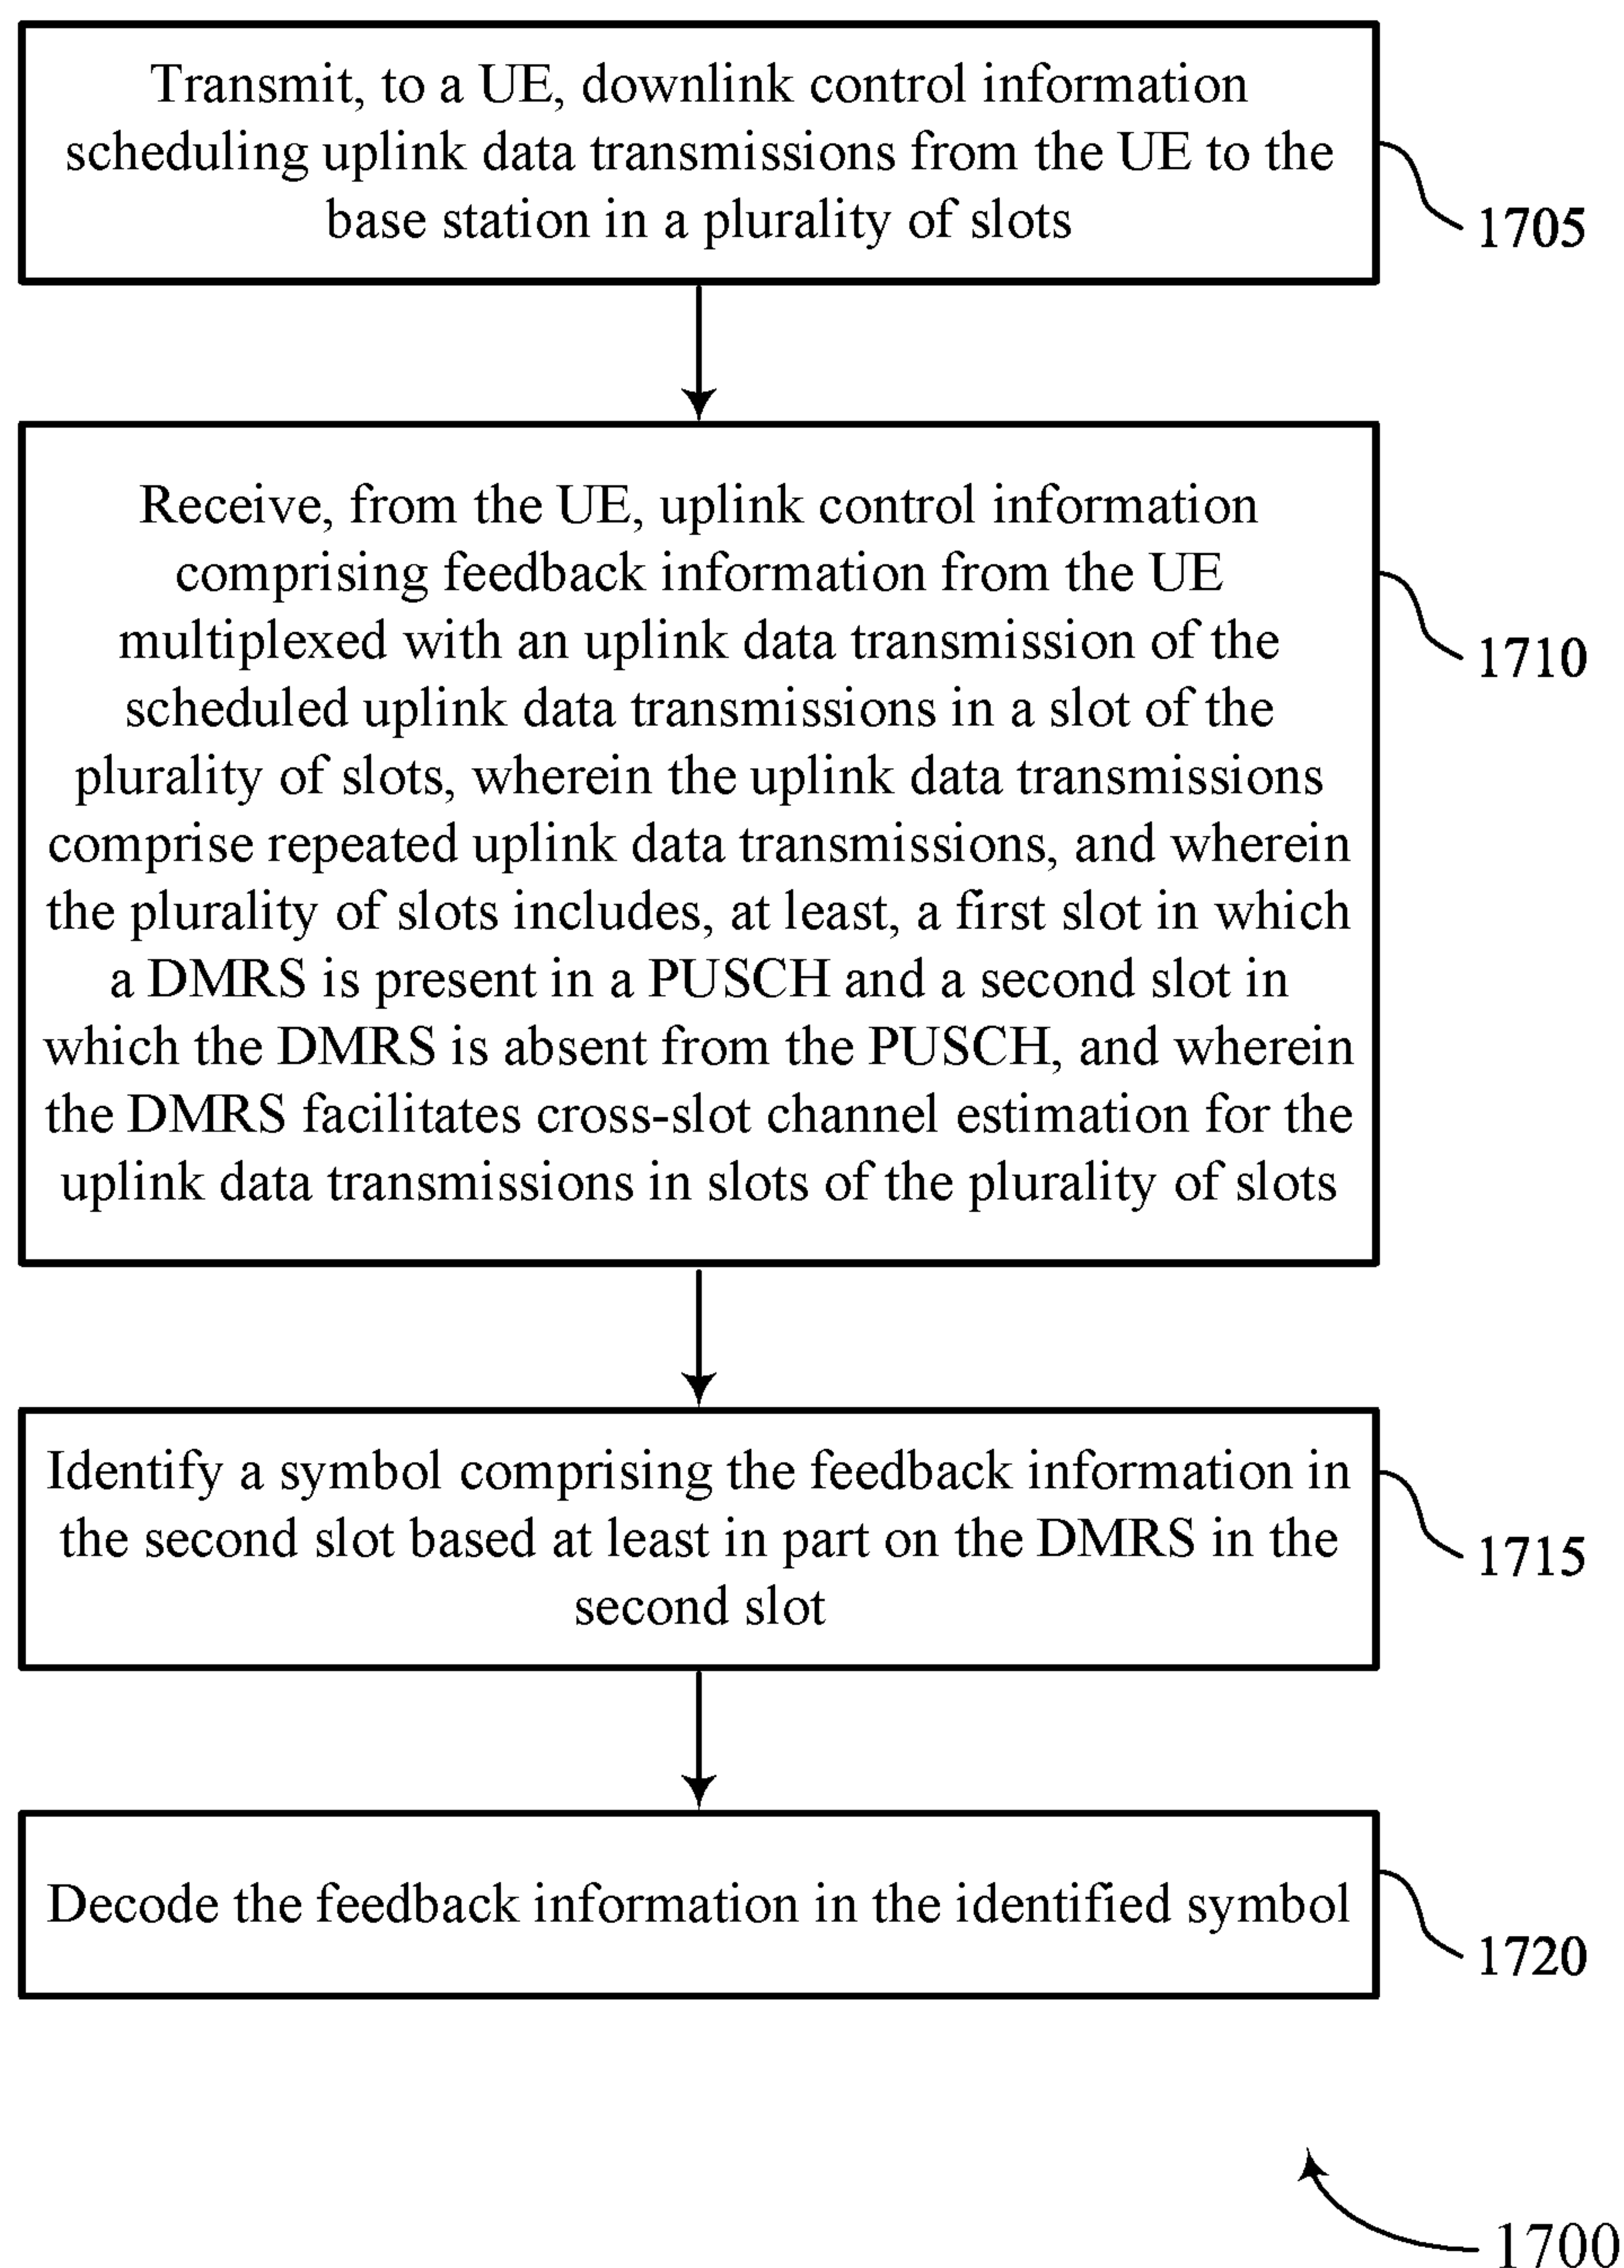 Transmit, to a UE, downlink control information
scheduling uplink data transmissions from the UE to the
base station in a plurality of slots
1705
Receive, from the UE, uplink control information
comprising feedback information from the UE
multiplexed with an uplink data transmission of the
scheduled uplink data transmissions in a slot of the
plurality of slots, wherein the uplink data transmissions
comprise repeated uplink data transmissions, and wherein
the plurality of slots includes, at least, a first slot in which
a DMRS is present in a PUSCH and a second slot in
which the DMRS is absent from the PUSCH, and wherein
the DMRS facilitates cross-slot channel estimation for the
uplink data transmissions in slots of the plurality of slots
1710
Identify a symbol comprising the feedback information in
the second slot based at least in part on the DMRS in the
second slot
1715
Decode the feedback information in the identified symbol
1720
1700